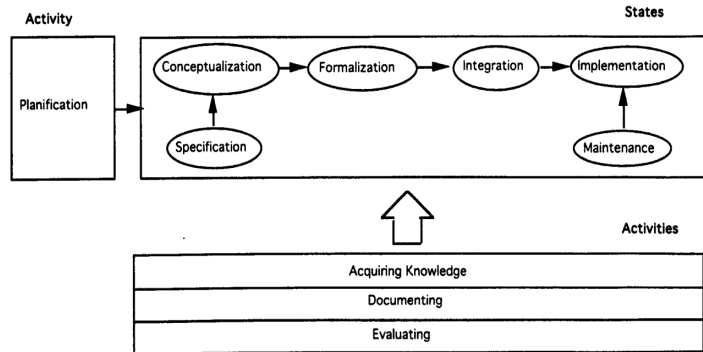 Activity
States
Planification
Conceptualization
Formalization
Integration
Implementation
Specification
Maintenance
Activities
Acquiring Knowledge
Documenting
Evaluating